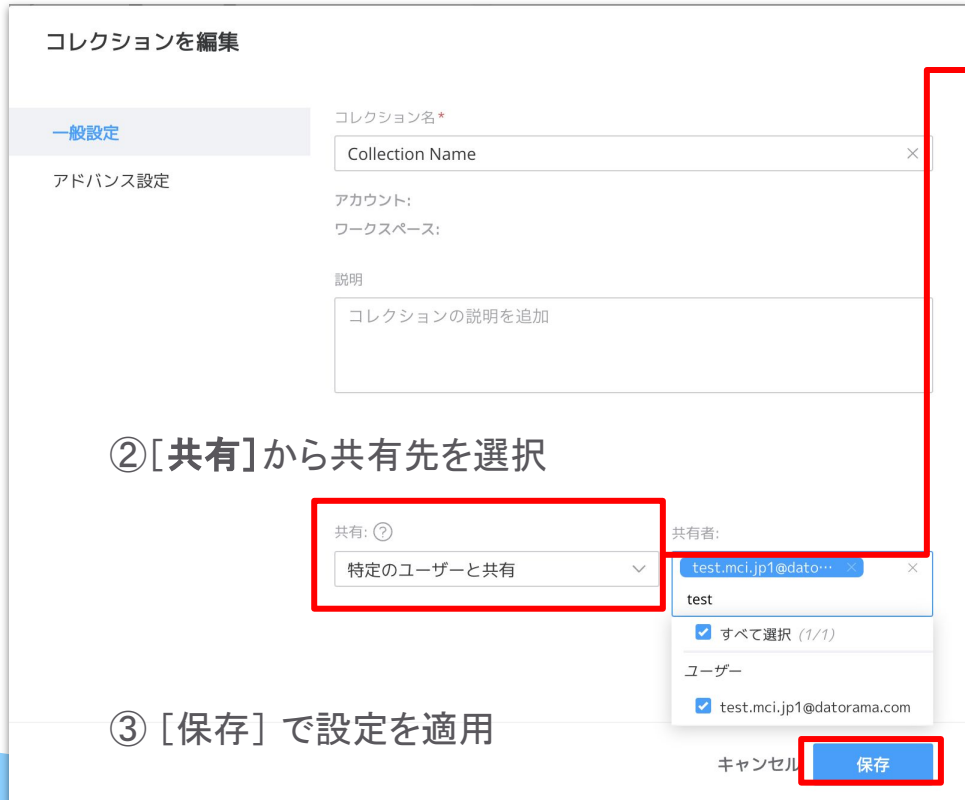 コレクションを編集
一般設定
アドバンス設定
コレクション名*
Collection Name
アカウント:
ワークスペース:
説明
コレクションの説明を追加
②[共有]から共有先を選択
共有: ?
特定のユーザーと共有
共有者:
test.mci.jp1@dato…
test
すべて選択 (1/1)
ユーザー
test.mci.jp1@datorama.com
③ [保存] で設定を適用
キャンセル
保存